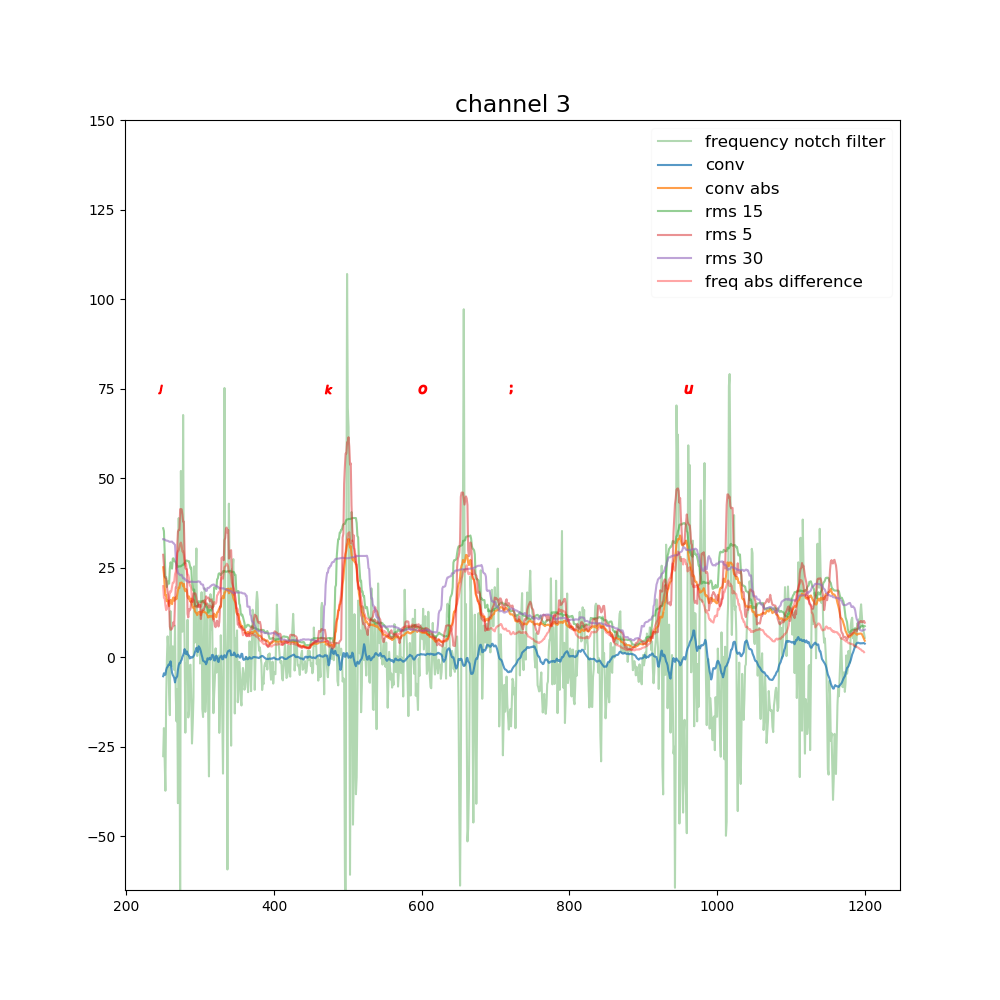 channel 3
150
125
100
75
50
25
0
−25
−50
200 400 600 800 1000 1200
frequency notch filter
conv
conv abs
rms 15
rms 5
rms 30
freq abs difference
j k o ; u